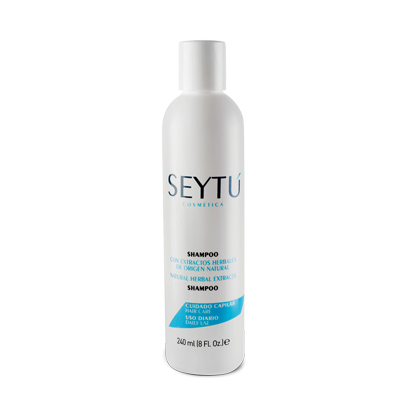 SEYTÚ
COSMÉTICA
SHAMPOO
CON EXTRACTOS HERBALES
DE ORIGEN NATURAL
NATURAL HERBAL EXTRACTS
SHAMPOO
CUIDADO CAPILAR
HAIR CARE
USO DIARIO
DAILY USE
240 ml (8 Fl. Oz.) ℮